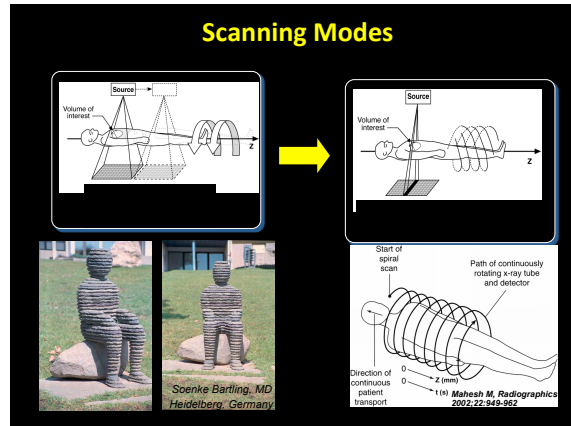 Scanning Modes
Source
Volume of
interest
z
Source
Volume of
interest
z
Soenke Bartling, MD
Heidelberg, Germany
Start of
spiral
scan
Path of continuously
rotating x-ray tube
and detector
Direction of
continuous
patient
transport
0
Z (mm)
0
t (s)
Mahesh M, Radiographics
2002;22:949-962